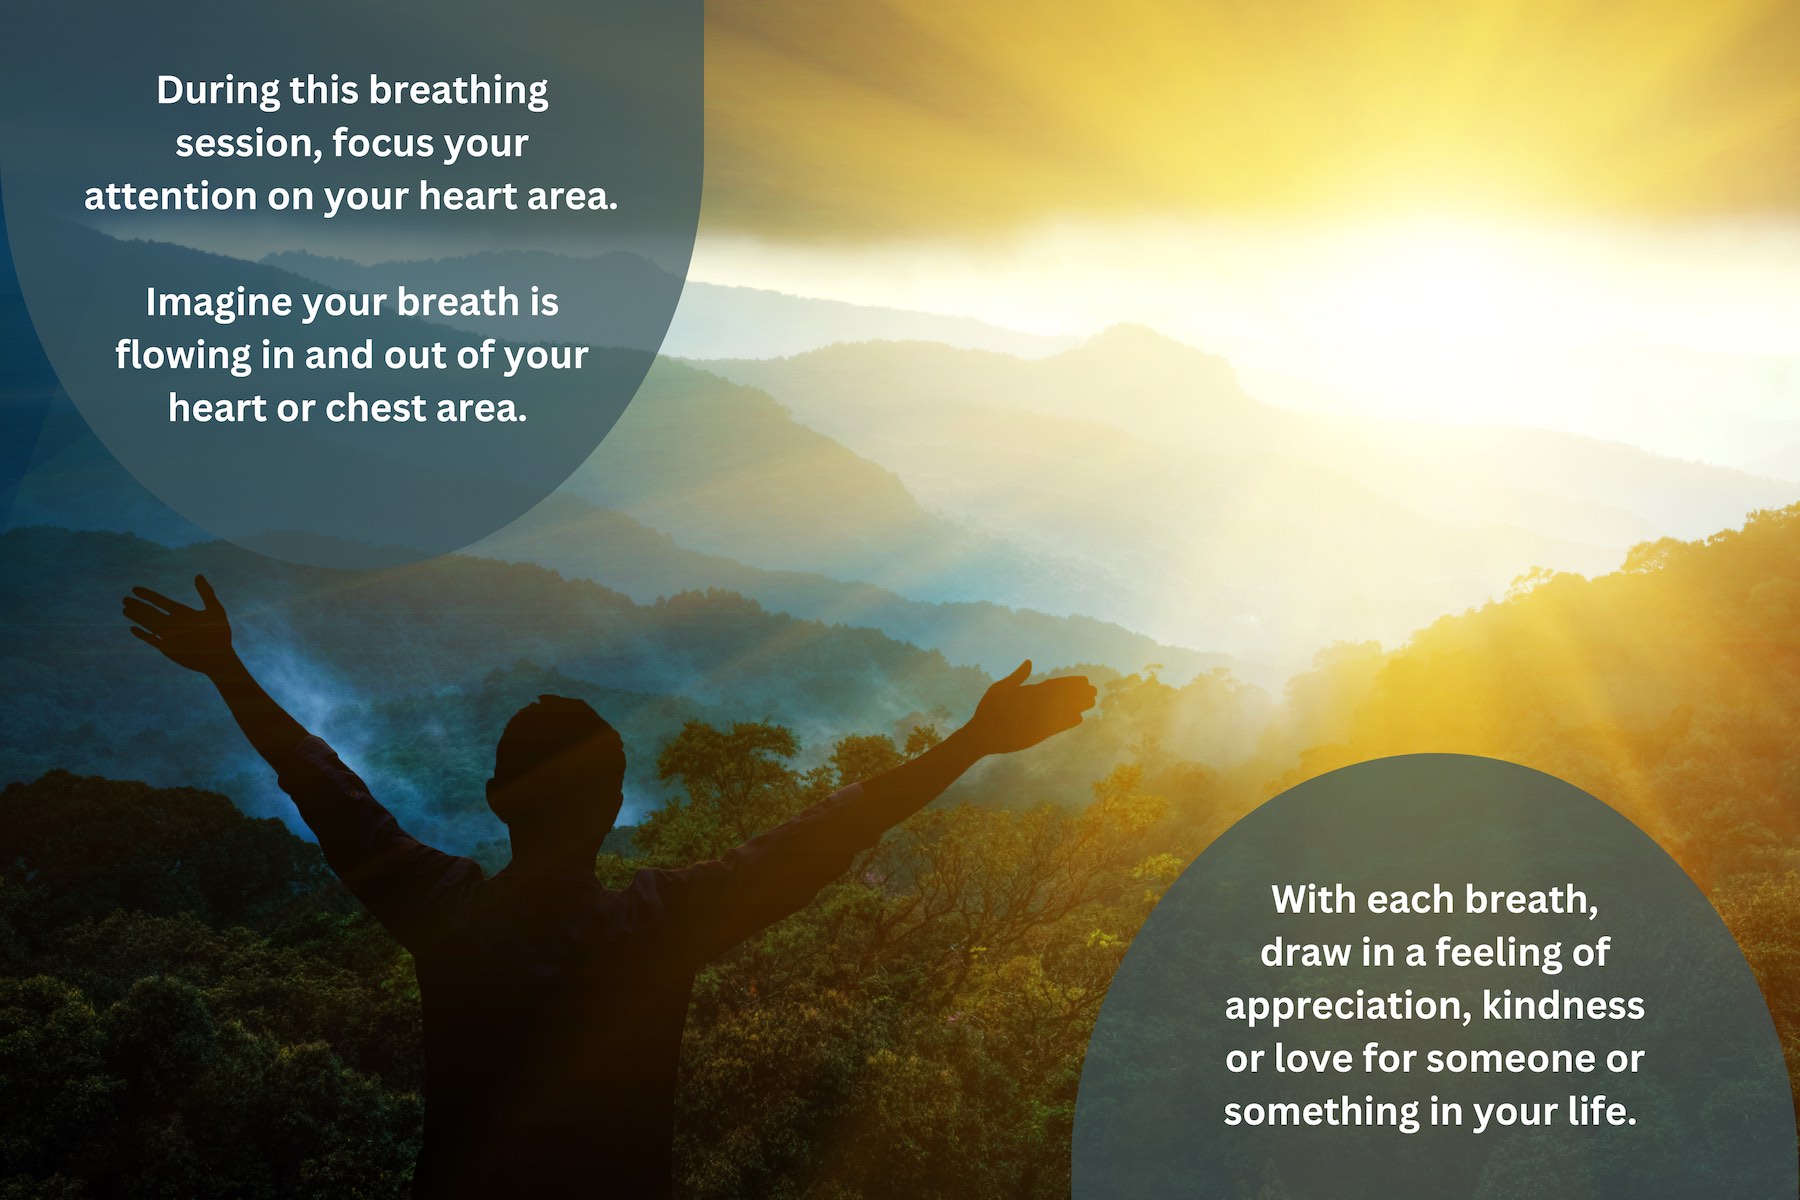 During this breathing
session, focus your
attention on your heart area.
Imagine your breath is
flowing in and out of your
heart or chest area.
With each breath,
draw in a feeling of
appreciation, kindness
or love for someone or
something in your life.